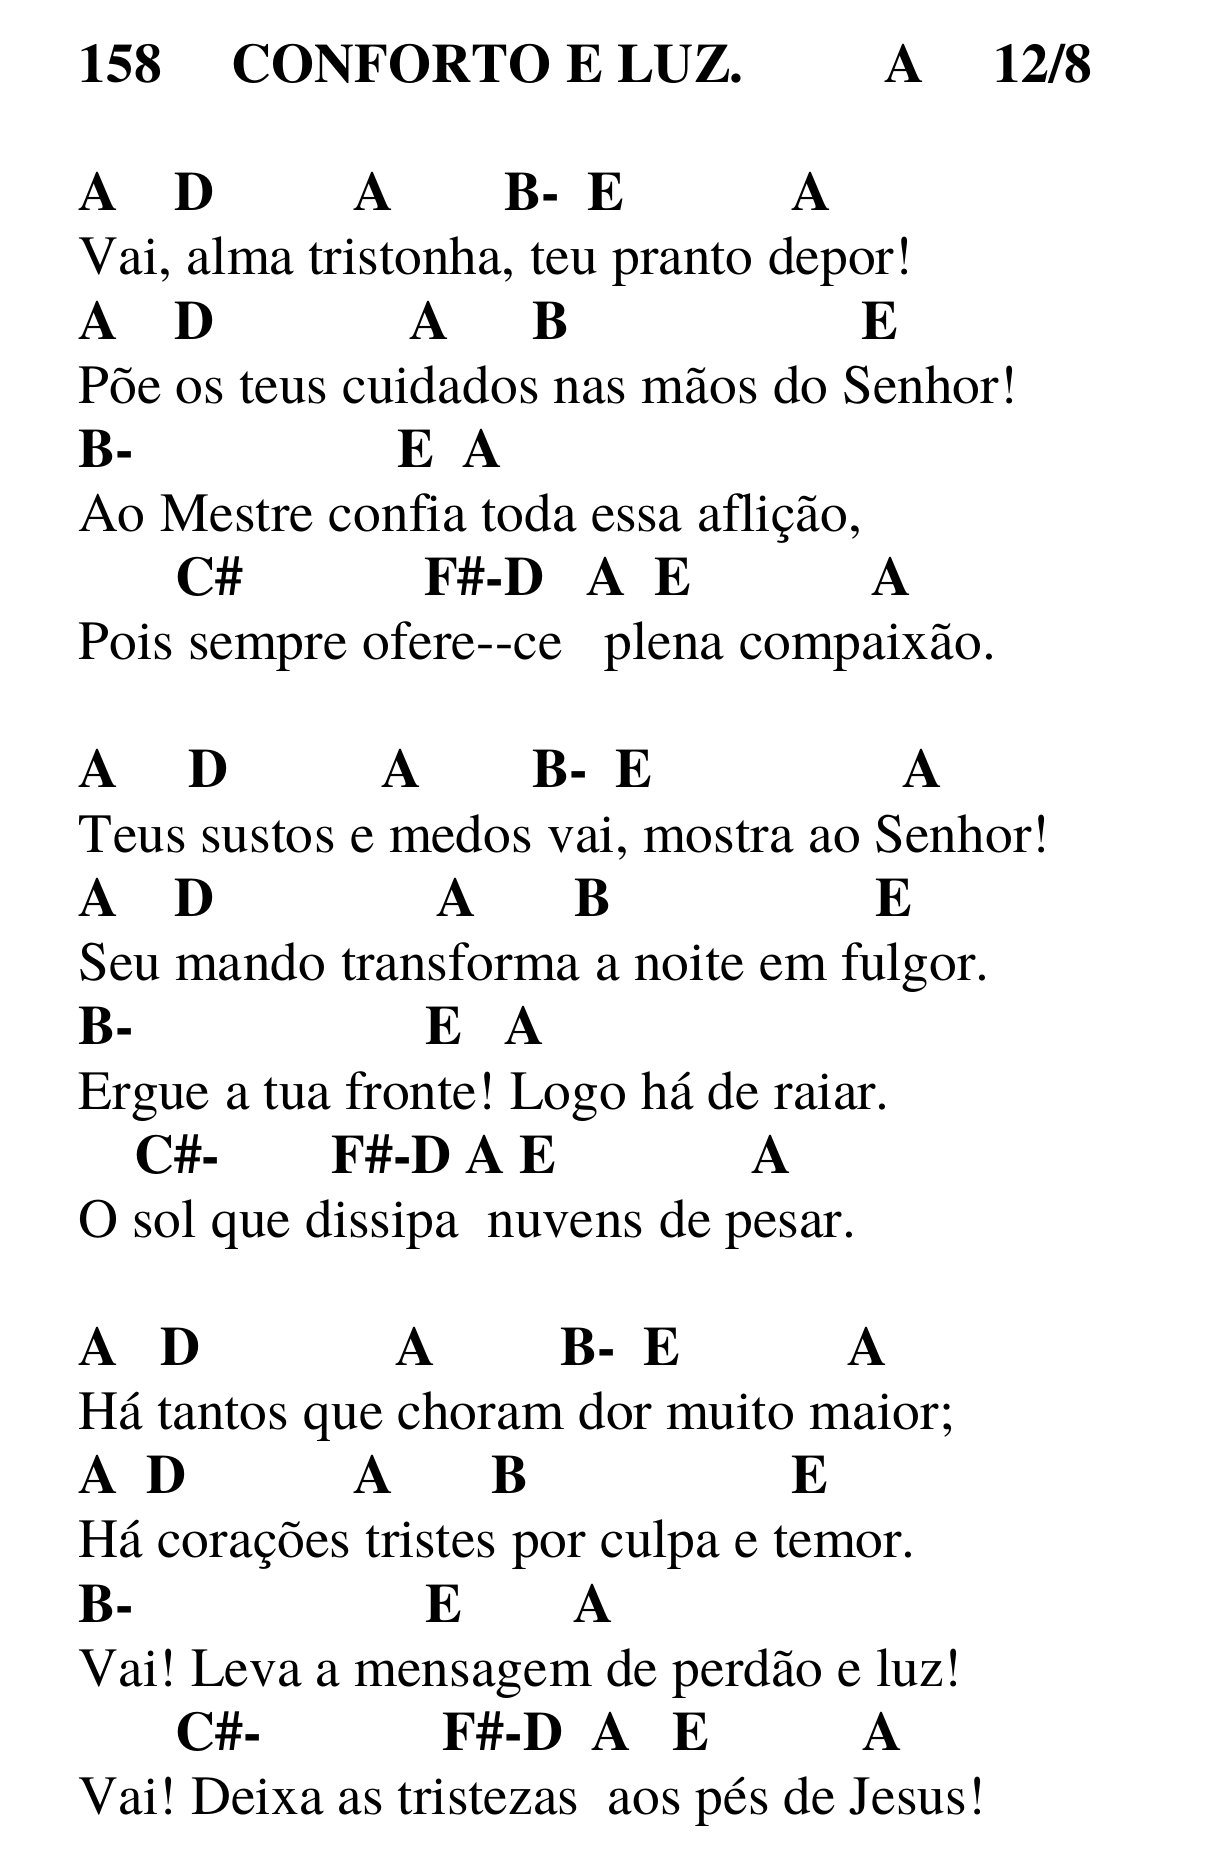 158 CONFORTO E LUZ. A 12/8
A D A B- E A
Vai, alma tristonha, teu pranto depor!
A D A B E
Põe os teus cuidados nas mãos do Senhor!
B- E A
Ao Mestre confia toda essa aflição,
C# F#-D A E A
Pois sempre ofere--ce plena compaixão.
A D A B- E A
Teus sustos e medos vai, mostra ao Senhor!
A D A B E
Seu mando transforma a noite em fulgor.
B- E A
Ergue a tua fronte! Logo há de raiar.
C#- F#-D A E A
O sol que dissipa nuvens de pesar.
A D A B- E A
Há tantos que choram dor muito maior;
A D A B E
Há corações tristes por culpa e temor.
B- E A
Vai! Leva a mensagem de perdão e luz!
C#- F#-D A E A
Vai! Deixa as tristezas aos pés de Jesus!